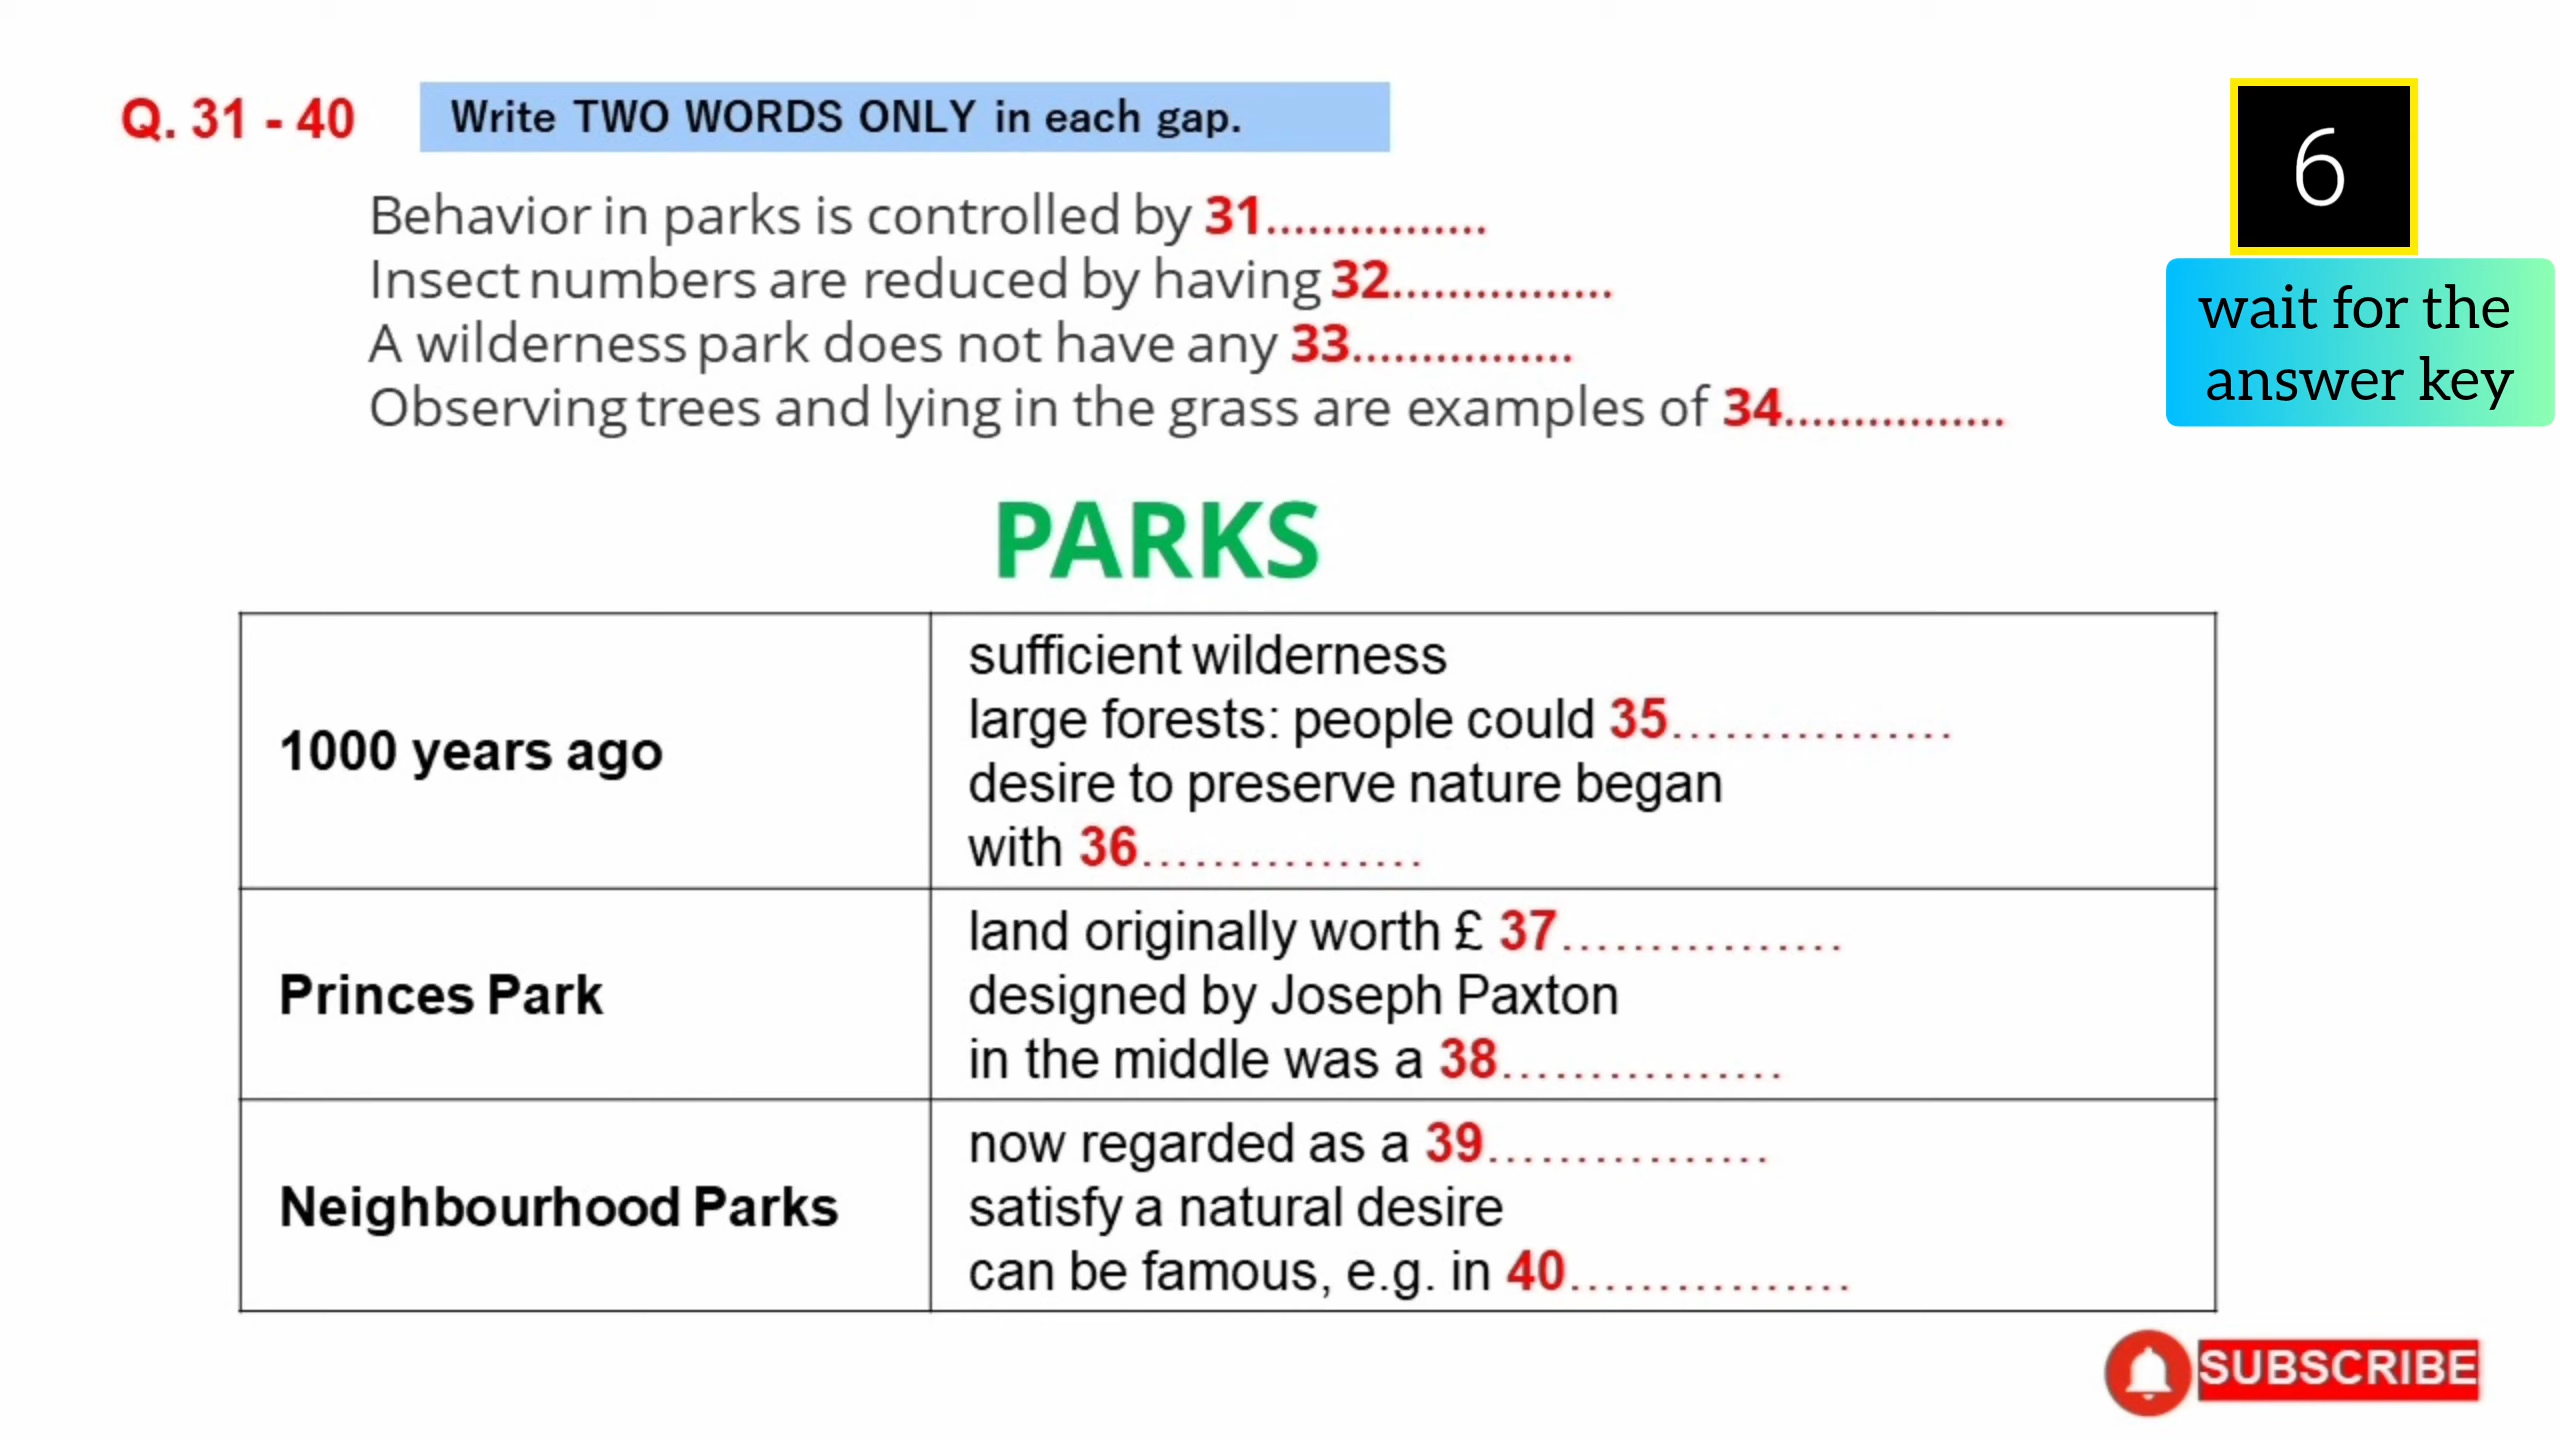 Q. 31 - 40
Write TWO WORDS ONLY in each gap.
6
wait for the
answer key
Behavior in parks is controlled by 31................
Insect numbers are reduced by having 32................
A wilderness park does not have any 33................
Observing trees and lying in the grass are examples of 34................
PARKS
1000 years ago
sufficient wilderness
large forests: people could 35................
desire to preserve nature began
with 36................
Princes Park
land originally worth £ 37................
designed by Joseph Paxton
in the middle was a 38................
Neighbourhood Parks
now regarded as a 39................
satisfy a natural desire
can be famous, e.g. in 40................
SUBSCRIBE